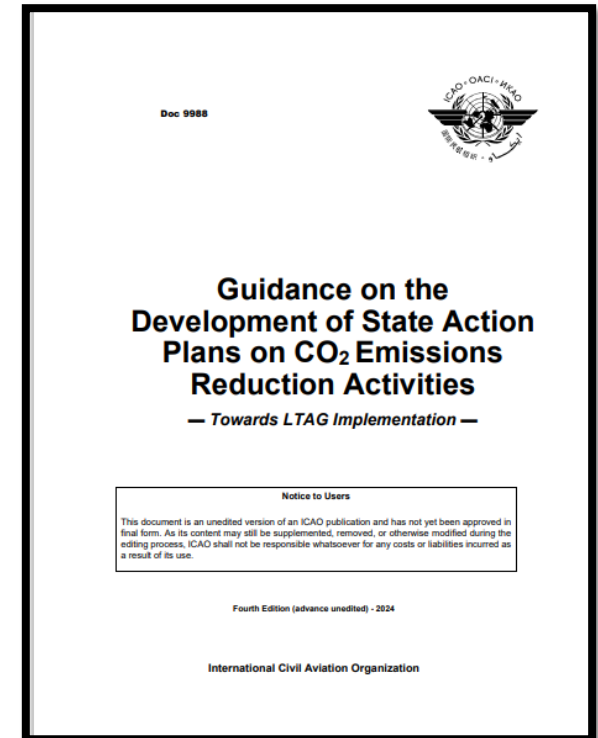 Doc 9988
ICAO · OACI · ИКАО
Guidance on the
Development of State Action
Plans on CO₂ Emissions
Reduction Activities
— Towards LTAG Implementation —
Notice to Users
This document is an unedited version of an ICAO publication and has not yet been approved in
final form. As its content may still be supplemented, removed, or otherwise modified during the
editing process, ICAO shall not be responsible whatsoever for any costs or liabilities incurred as
a result of its use.
Fourth Edition (advance unedited) - 2024
International Civil Aviation Organization